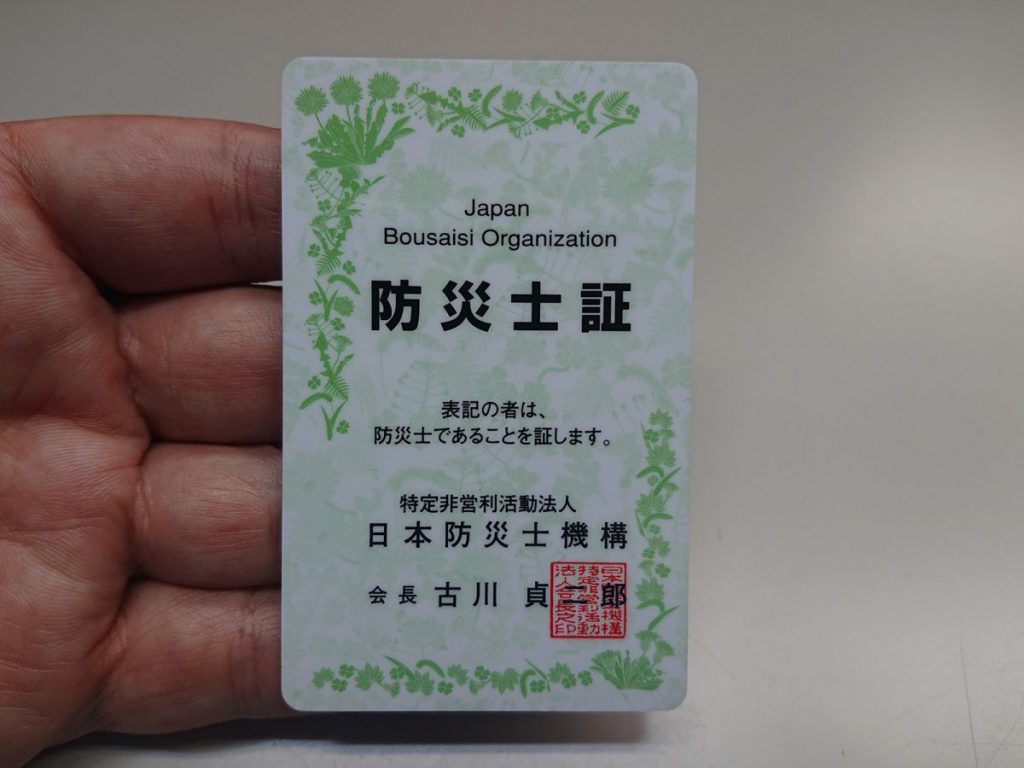 Japan
Bousaisi Organization
防災士証
表記の者は、
防災士であることを証します。
特定非営利活動法人
日本防災士機構
会長 古川 貞二郎